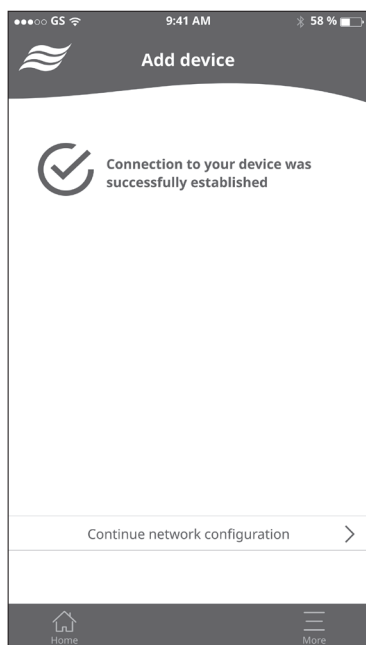 ●●●○○ GS 9:41 AM 58 %
Add device
Connection to your device was
successfully established
Continue network configuration
Home More